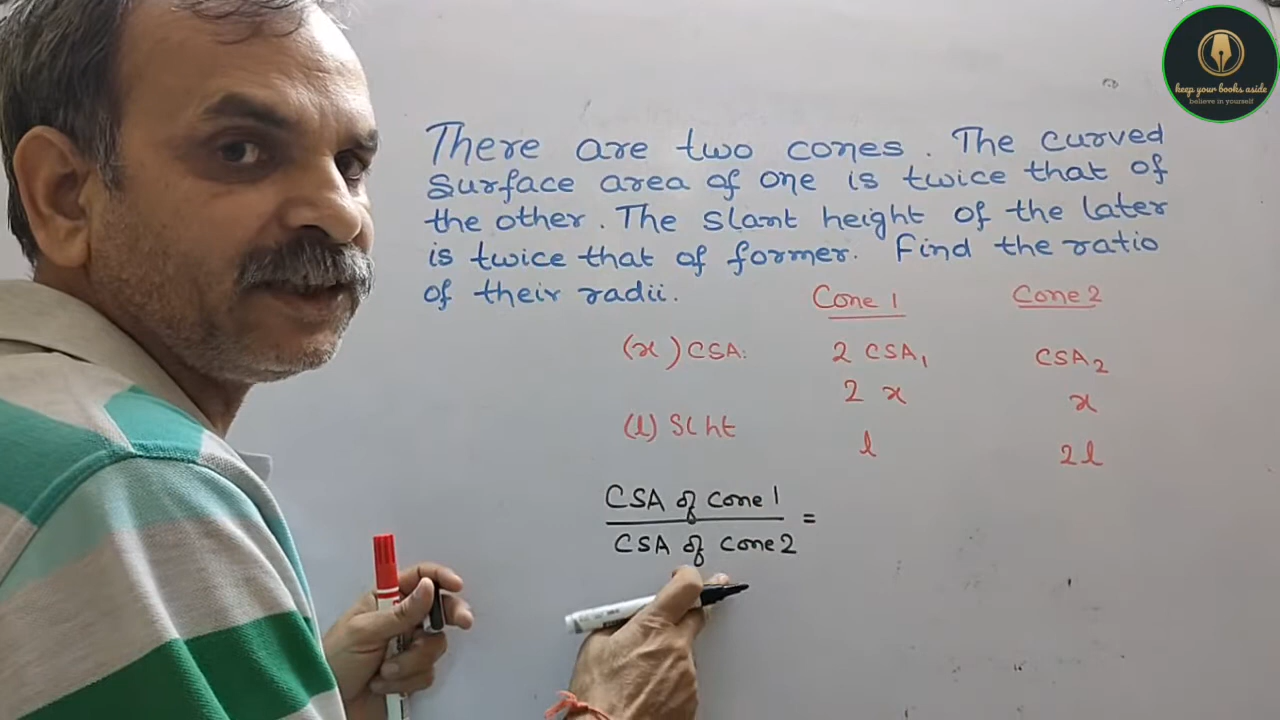 keep your books aside
believe in yourself
There are two cones. The curved
surface area of one is twice that of
the other. The slant height of the later
is twice that of former. Find the ratio
of their radii.
Cone 1 Cone 2
(x) CSA: 2 CSA₁ CSA₂
2 x x
(l) Sl ht l 2l
CSA of Cone 1
=
CSA of Cone 2